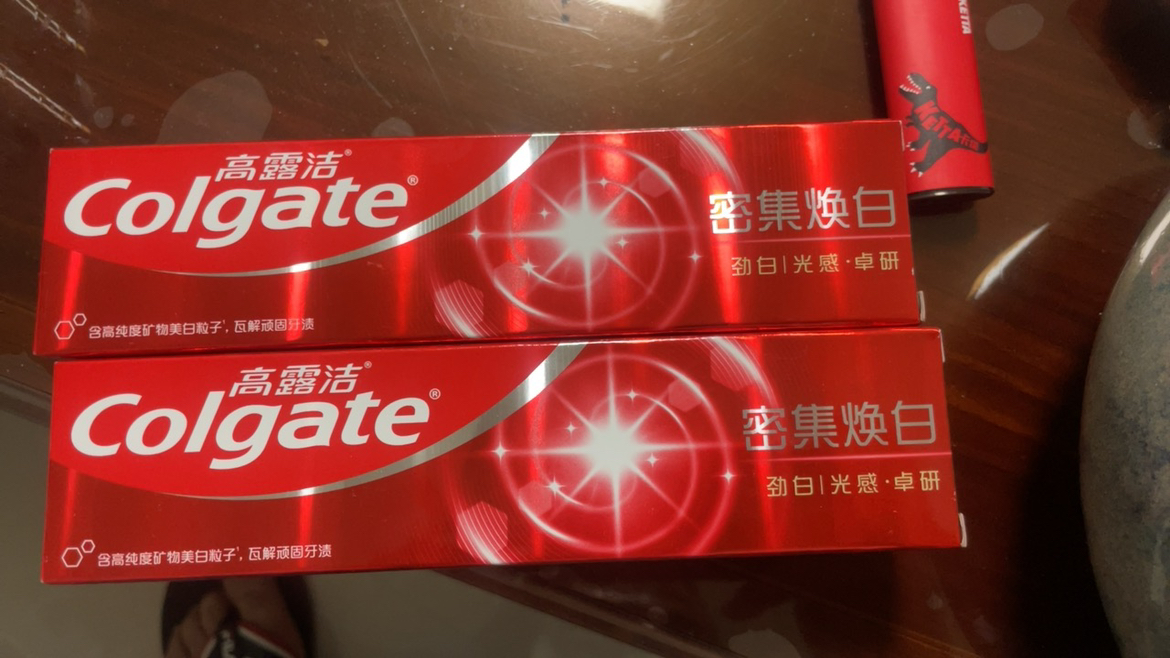 高露洁®
Colgate®
密集焕白
劲白|光感·卓研
含高纯度矿物美白粒子¹, 瓦解顽固牙渍
高露洁®
Colgate®
密集焕白
劲白|光感·卓研
含高纯度矿物美白粒子¹, 瓦解顽固牙渍